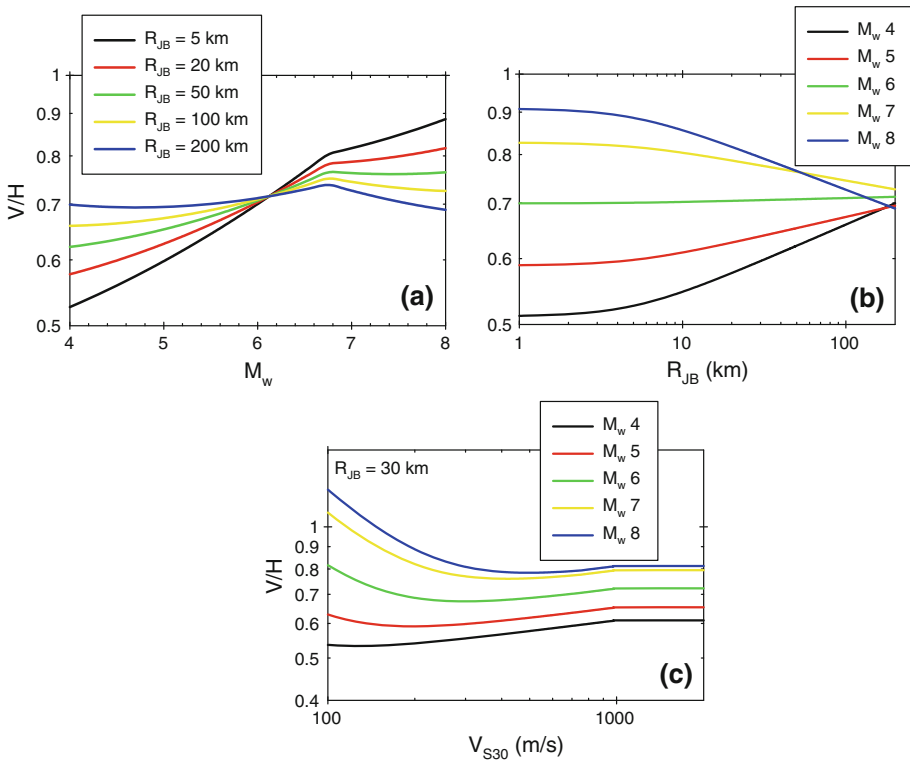 R_JB = 5 km
R_JB = 20 km
R_JB = 50 km
R_JB = 100 km
R_JB = 200 km
1
0.9
0.8
0.7
0.6
0.5
V/H
4
5
6
7
8
M_w
(a)
M_w 4
M_w 5
M_w 6
M_w 7
M_w 8
1
0.9
0.8
0.7
0.6
0.5
1
10
100
R_JB (km)
(b)
M_w 4
M_w 5
M_w 6
M_w 7
M_w 8
R_JB = 30 km
1
0.9
0.8
0.7
0.6
0.5
0.4
V/H
100
1000
V_S30 (m/s)
(c)